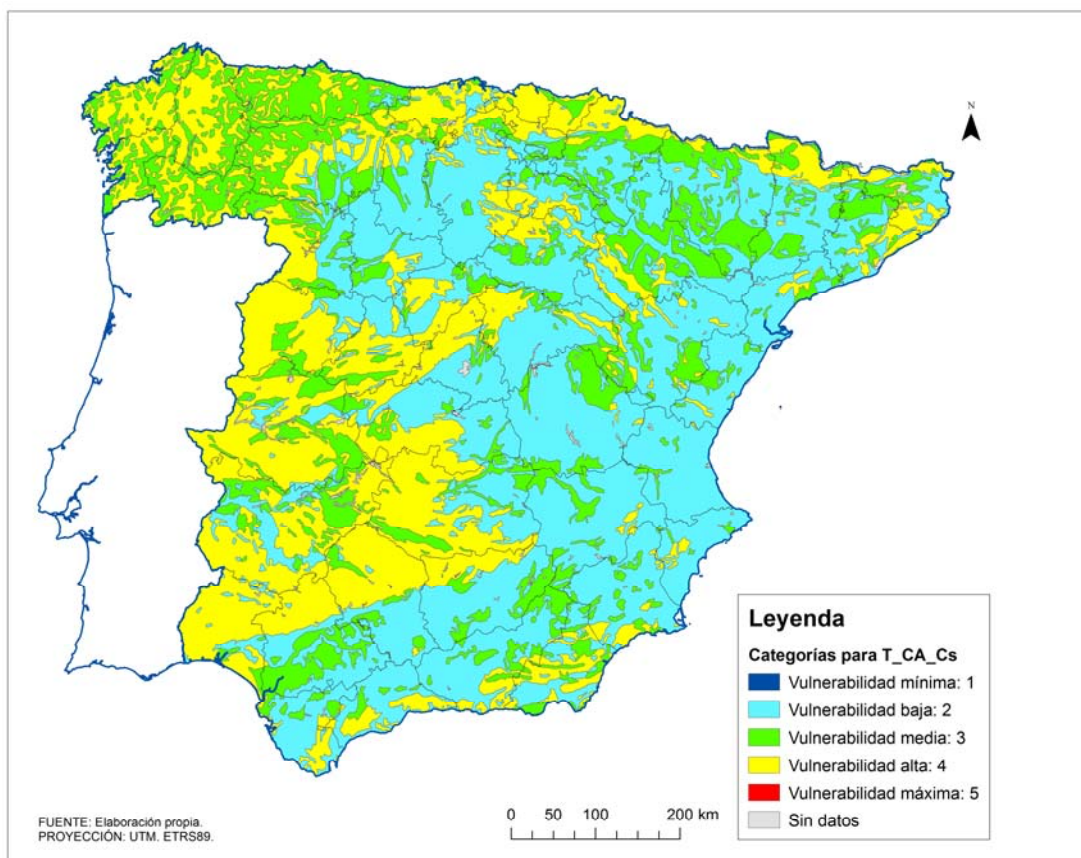 N
Leyenda
Categorías para T_CA_Cs
Vulnerabilidad mínima: 1
Vulnerabilidad baja: 2
Vulnerabilidad media: 3
Vulnerabilidad alta: 4
Vulnerabilidad máxima: 5
Sin datos
0 50 100 200 km
FUENTE: Elaboración propia.
PROYECCIÓN: UTM. ETRS89.